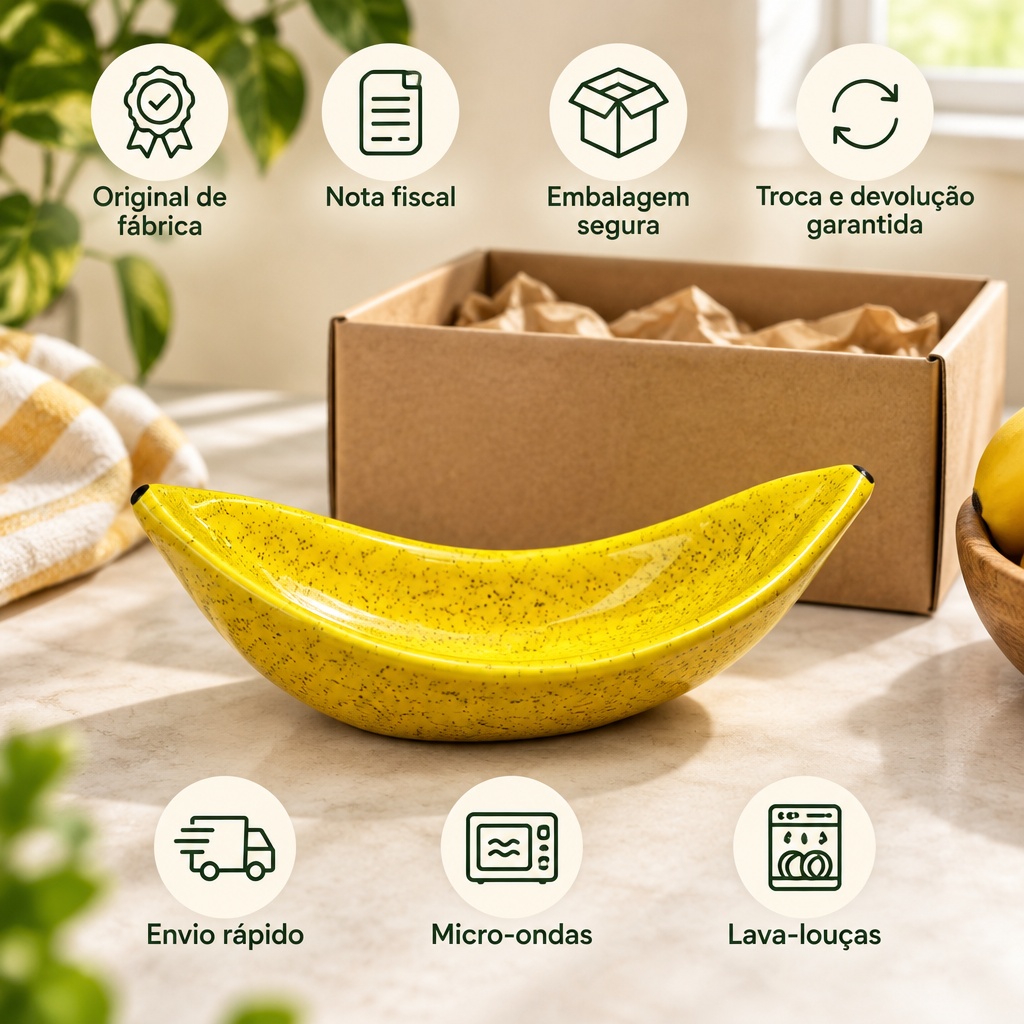 Original de
fábrica
Nota fiscal
Embalagem
segura
Troca e devolução
garantida
Envio rápido
Micro-ondas
Lava-louças